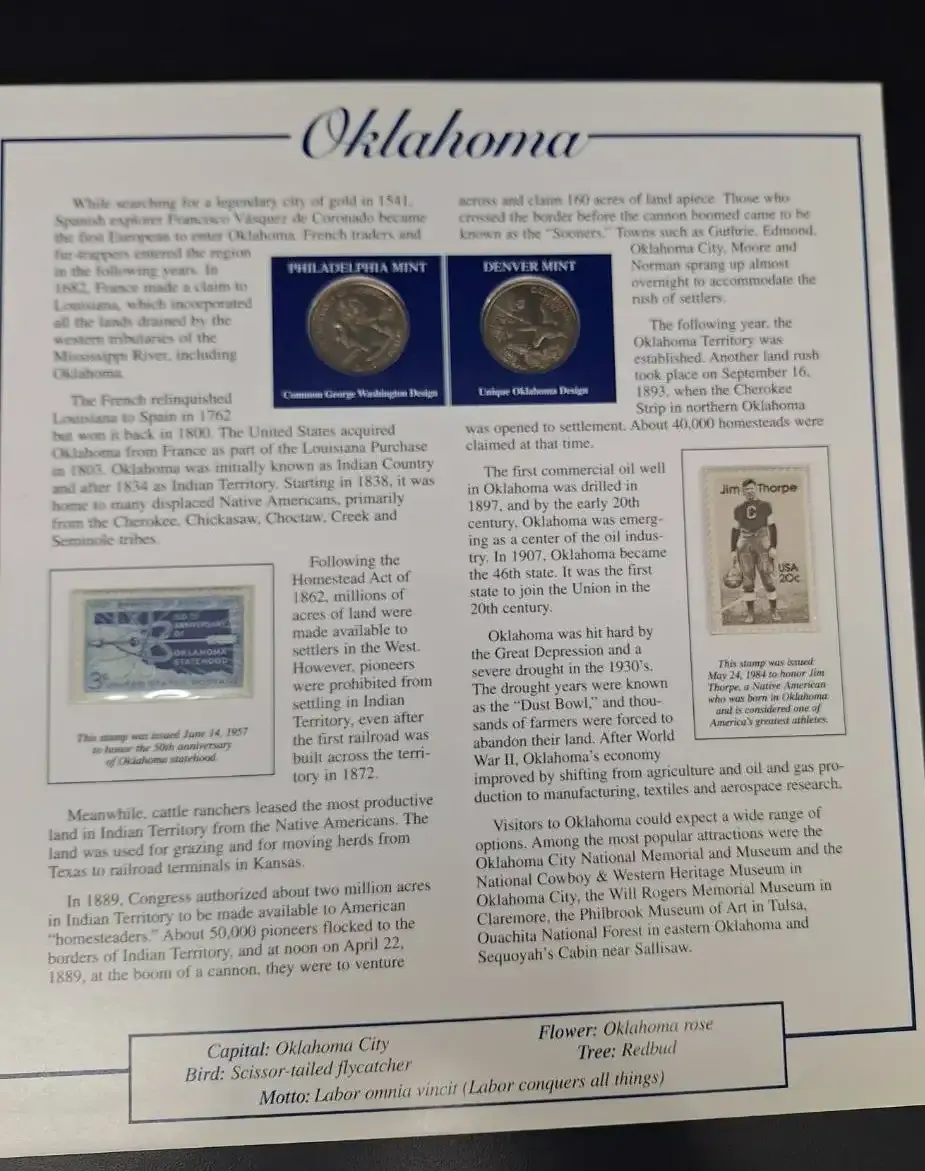 Oklahoma
While searching for a legendary city of gold in 1541,
Spanish explorer Francisco Vásquez de Coronado became
the first European to enter Oklahoma. French traders and
fur-trappers entered the region
in the following years. In
1682, France made a claim to
Louisiana, which incorporated
all the lands drained by the
western tributaries of the
Mississippi River, including
Oklahoma.
The French relinquished
Louisiana to Spain in 1762
but won it back in 1800. The United States acquired
Oklahoma from France as part of the Louisiana Purchase
in 1803. Oklahoma was initially known as Indian Country
and after 1834 as Indian Territory. Starting in 1838, it was
home to many displaced Native Americans, primarily
from the Cherokee, Chickasaw, Choctaw, Creek and
Seminole tribes.
50TH ANNIVERSARY
OF
OKLAHOMA
STATEHOOD
3¢ UNITED STATES POSTAGE
This stamp was issued June 14, 1957
to honor the 50th anniversary
of Oklahoma statehood.
Following the
Homestead Act of
1862, millions of
acres of land were
made available to
settlers in the West.
However, pioneers
were prohibited from
settling in Indian
Territory, even after
the first railroad was
built across the terri-
tory in 1872.
Meanwhile, cattle ranchers leased the most productive
land in Indian Territory from the Native Americans. The
land was used for grazing and for moving herds from
Texas to railroad terminals in Kansas.
In 1889, Congress authorized about two million acres
in Indian Territory to be made available to American
“homesteaders.” About 50,000 pioneers flocked to the
borders of Indian Territory, and at noon on April 22,
1889, at the boom of a cannon, they were to venture
PHILADELPHIA MINT
Common George Washington Design
DENVER MINT
Unique Oklahoma Design
across and claim 160 acres of land apiece. Those who
crossed the border before the cannon boomed came to be
known as the “Sooners.” Towns such as Guthrie, Edmond,
Oklahoma City, Moore and
Norman sprang up almost
overnight to accommodate the
rush of settlers.
The following year, the
Oklahoma Territory was
established. Another land rush
took place on September 16,
1893, when the Cherokee
Strip in northern Oklahoma
was opened to settlement. About 40,000 homesteads were
claimed at that time.
The first commercial oil well
in Oklahoma was drilled in
1897, and by the early 20th
century, Oklahoma was emerg-
ing as a center of the oil indus-
try. In 1907, Oklahoma became
the 46th state. It was the first
state to join the Union in the
20th century.
Jim Thorpe
C
USA
20c
This stamp was issued
May 24, 1984 to honor Jim
Thorpe, a Native American
who was born in Oklahoma
and is considered one of
America's greatest athletes.
Oklahoma was hit hard by
the Great Depression and a
severe drought in the 1930's.
The drought years were known
as the “Dust Bowl,” and thou-
sands of farmers were forced to
abandon their land. After World
War II, Oklahoma's economy
improved by shifting from agriculture and oil and gas pro-
duction to manufacturing, textiles and aerospace research.
Visitors to Oklahoma could expect a wide range of
options. Among the most popular attractions were the
Oklahoma City National Memorial and Museum and the
National Cowboy & Western Heritage Museum in
Oklahoma City, the Will Rogers Memorial Museum in
Claremore, the Philbrook Museum of Art in Tulsa,
Ouachita National Forest in eastern Oklahoma and
Sequoyah's Cabin near Sallisaw.
Capital: Oklahoma City
Flower: Oklahoma rose
Bird: Scissor-tailed flycatcher
Tree: Redbud
Motto: Labor omnia vincit (Labor conquers all things)